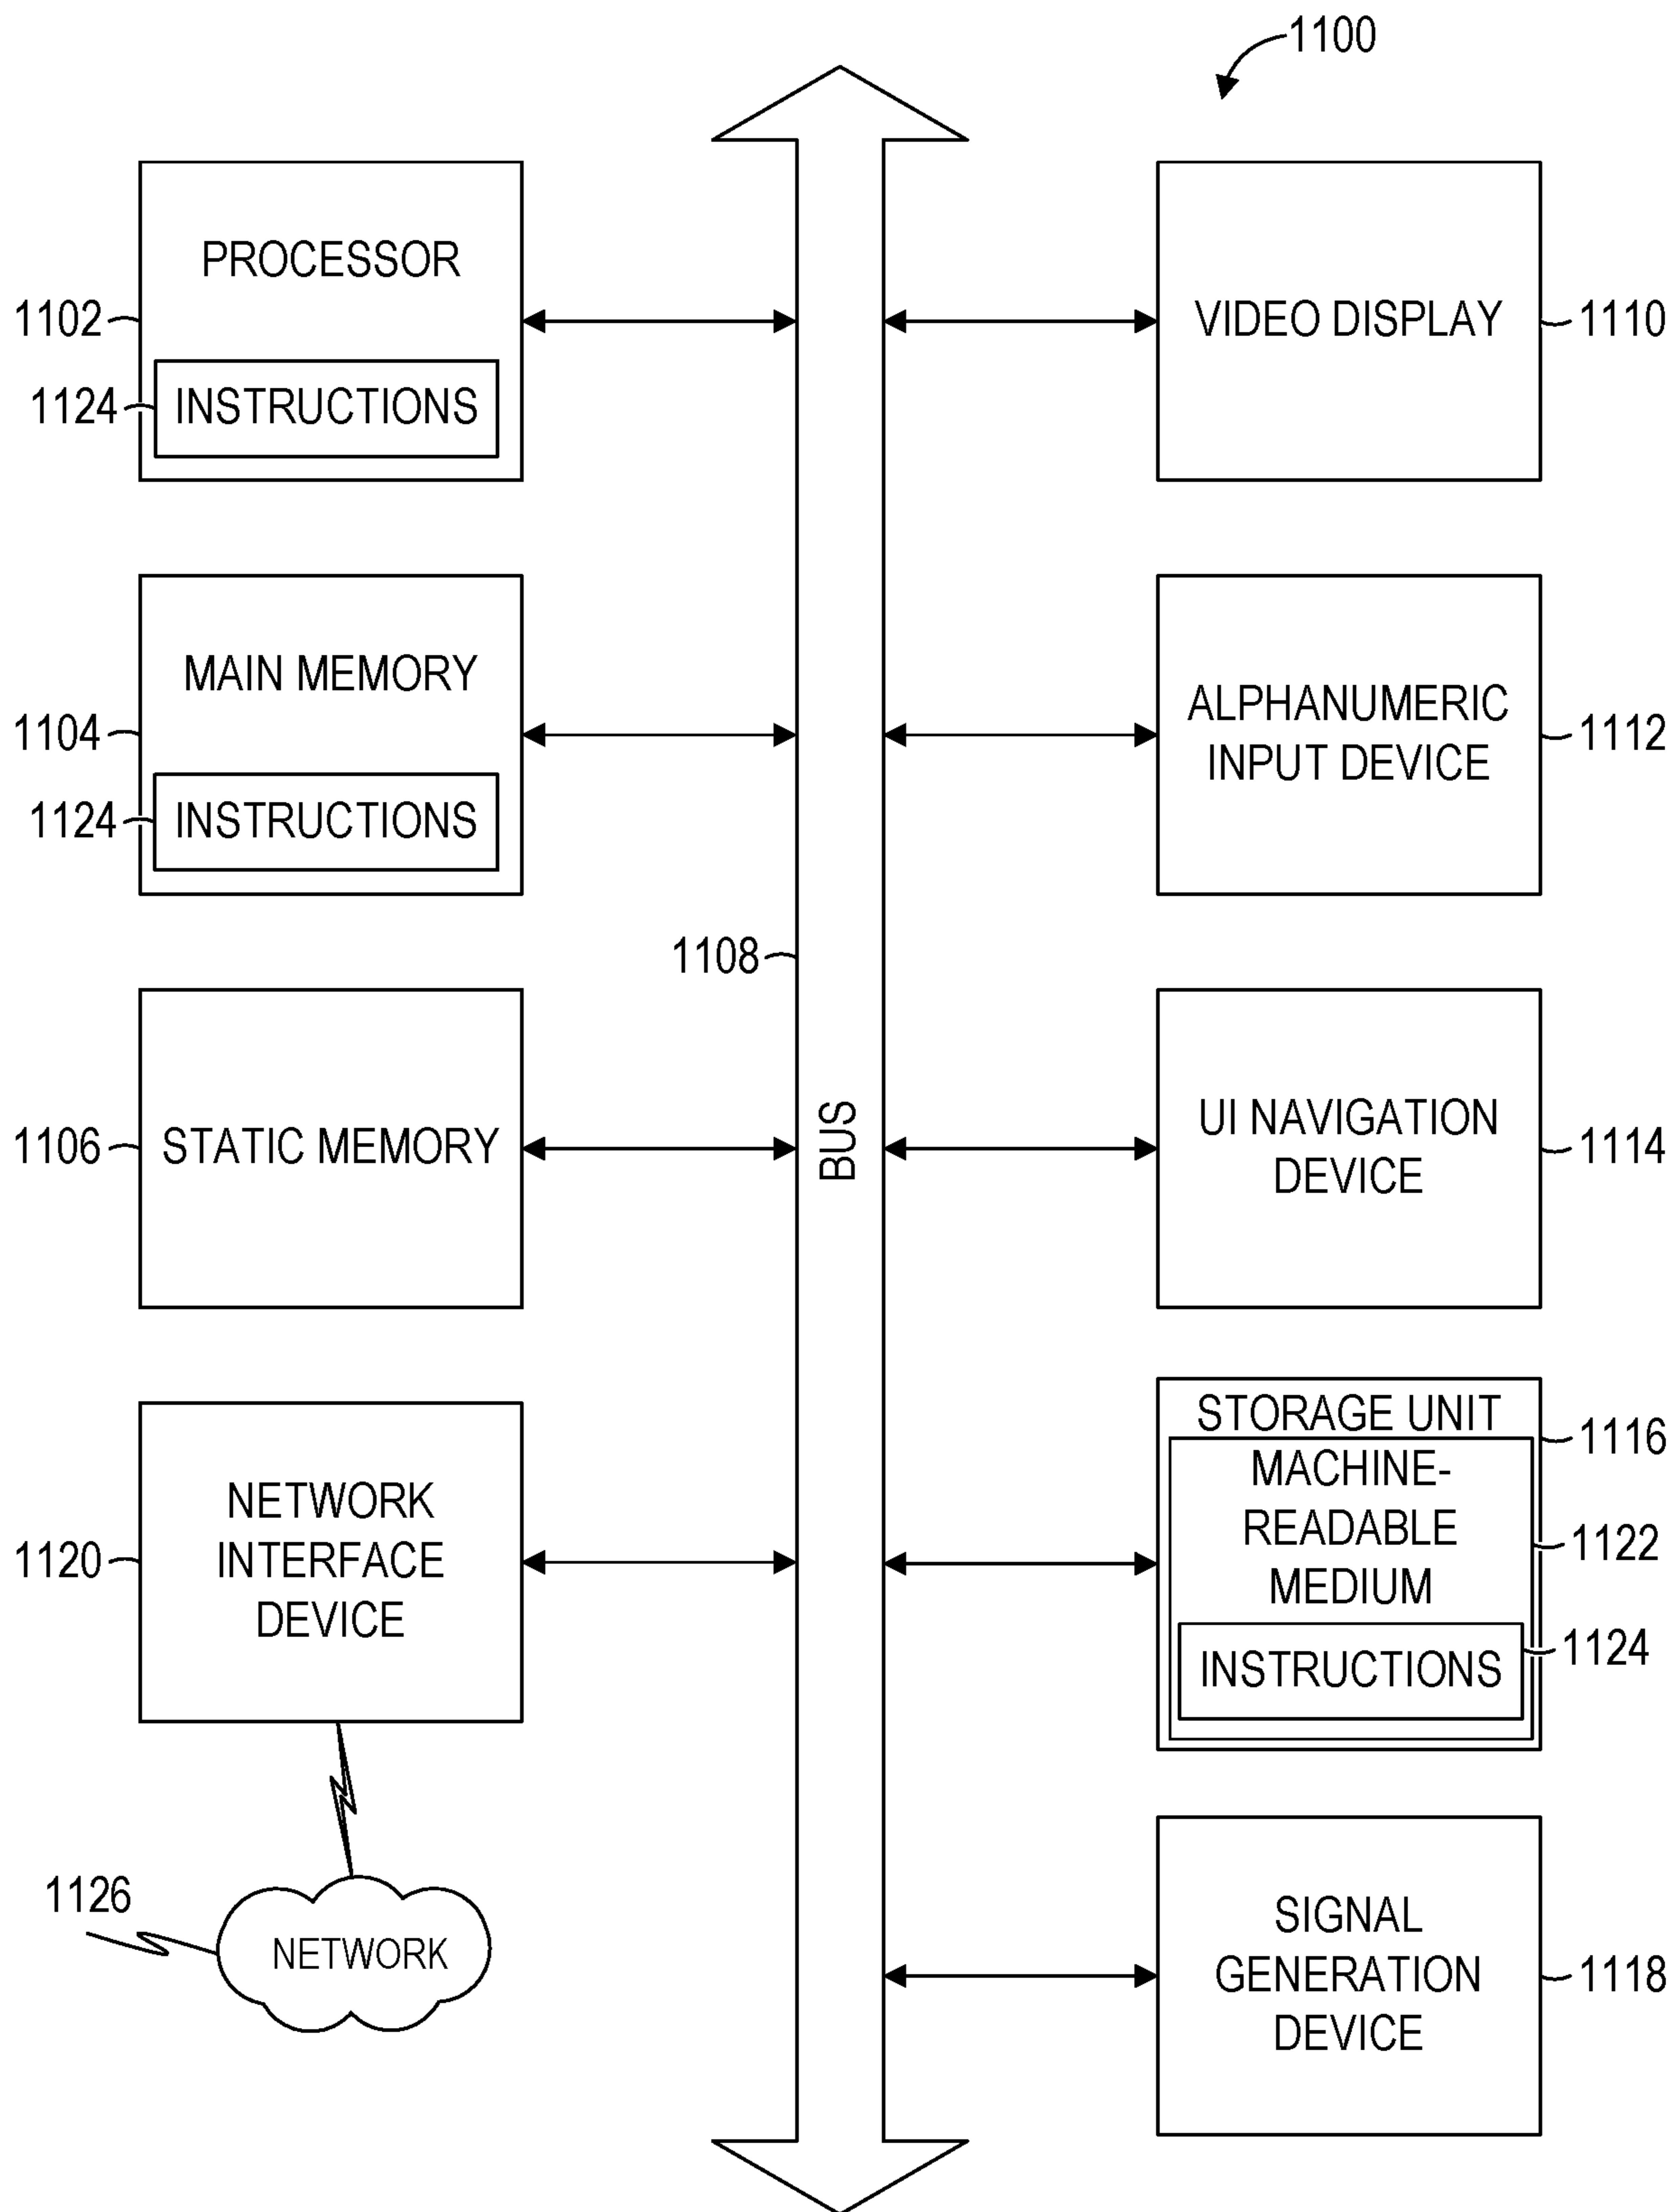 1100
PROCESSOR
1102
1124
INSTRUCTIONS
MAIN MEMORY
1104
1124
INSTRUCTIONS
1106
STATIC MEMORY
NETWORK
INTERFACE
DEVICE
1120
1126
NETWORK
1108
BUS
VIDEO DISPLAY
1110
ALPHANUMERIC
INPUT DEVICE
1112
UI NAVIGATION
DEVICE
1114
STORAGE UNIT
1116
MACHINE-
READABLE
MEDIUM
1122
INSTRUCTIONS
1124
SIGNAL
GENERATION
DEVICE
1118